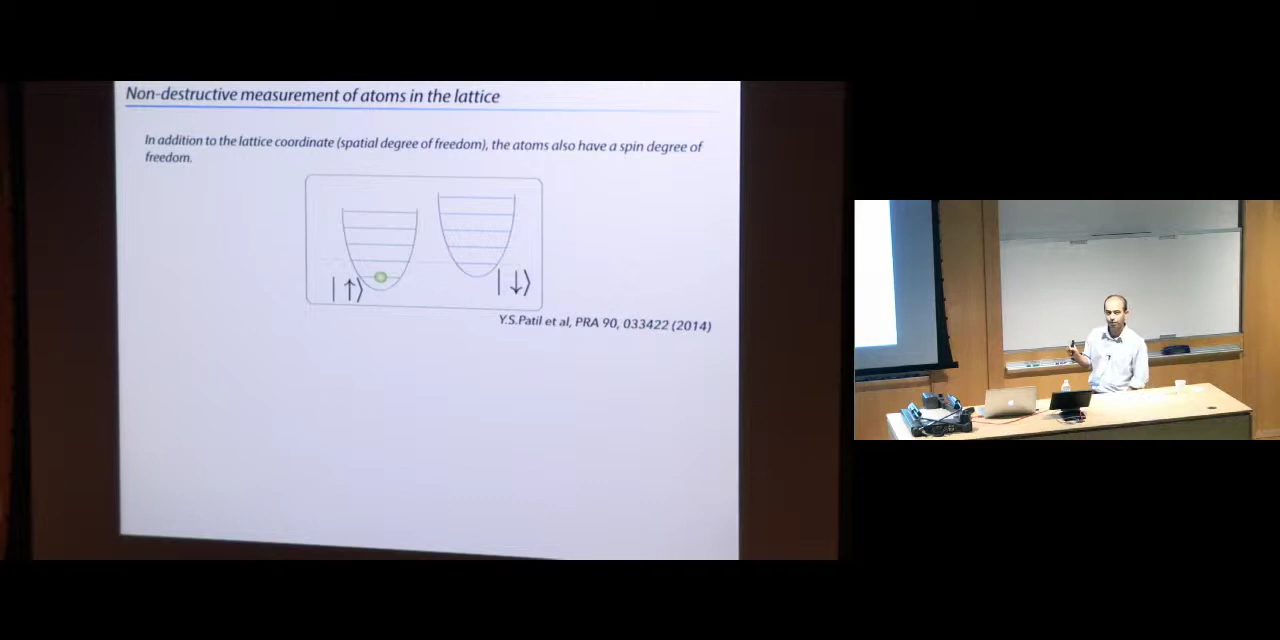 Non-destructive measurement of atoms in the lattice
In addition to the lattice coordinate (spatial degree of freedom), the atoms also have a spin degree of
freedom.
|↑⟩
|↓⟩
Y.S.Patil et al, PRA 90, 033422 (2014)